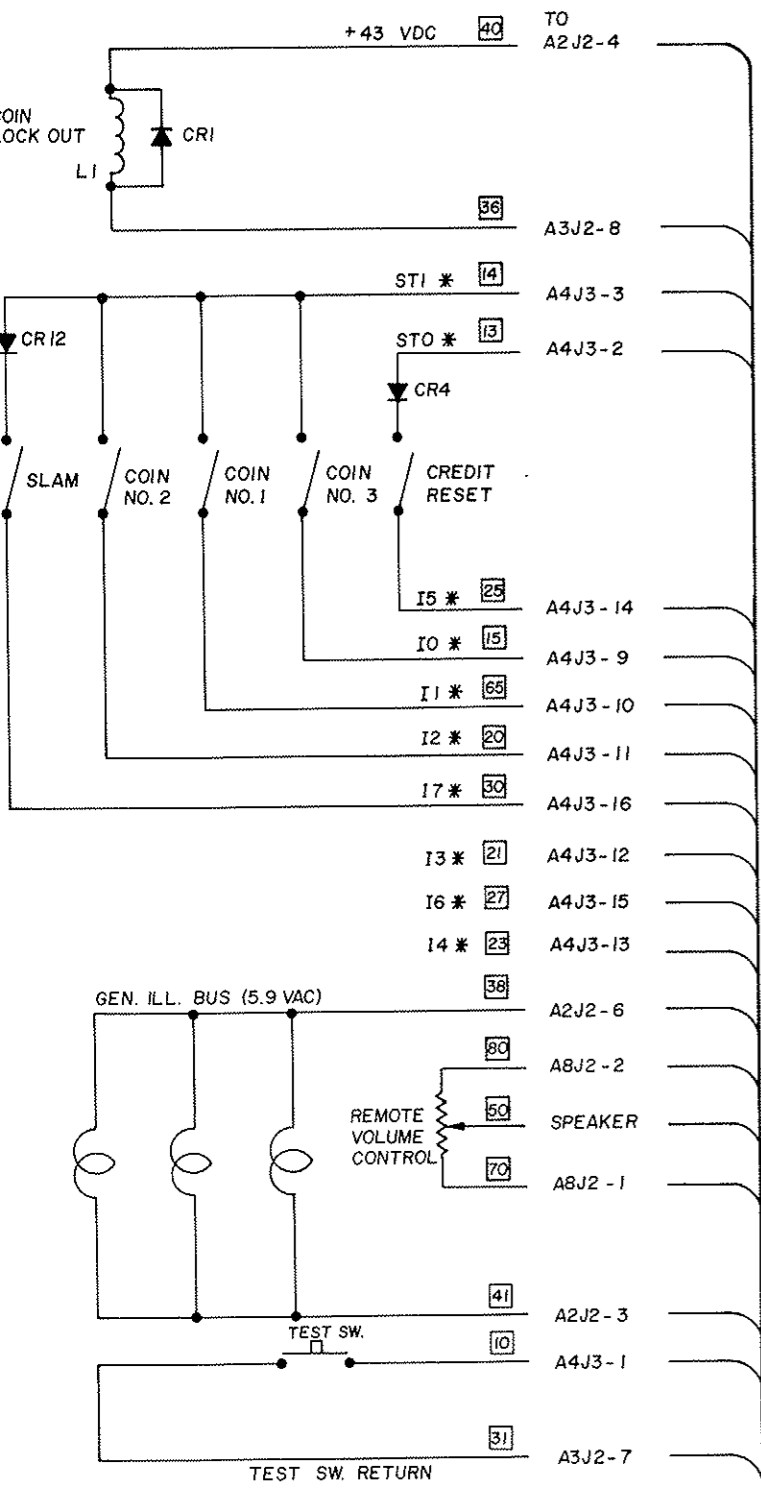 +43 VDC 40 TO
A2J2-4
COIN
LOCK OUT
CR1
L1
36 A3J2-8
ST1 * 14 A4J3-3
ST0 * 13 A4J3-2
CR12
CR4
SLAM
COIN
NO. 2
COIN
NO. 1
COIN
NO. 3
CREDIT
RESET
I5 * 25 A4J3-14
I0 * 15 A4J3-9
I1 * 65 A4J3-10
I2 * 20 A4J3-11
I7 * 30 A4J3-16
I3 * 21 A4J3-12
I6 * 27 A4J3-15
I4 * 23 A4J3-13
GEN. ILL. BUS (5.9 VAC) 38 A2J2-6
80 A8J2-2
REMOTE
VOLUME
CONTROL
50 SPEAKER
70 A8J2-1
41 A2J2-3
TEST SW. 10 A4J3-1
31 A3J2-7
TEST SW. RETURN